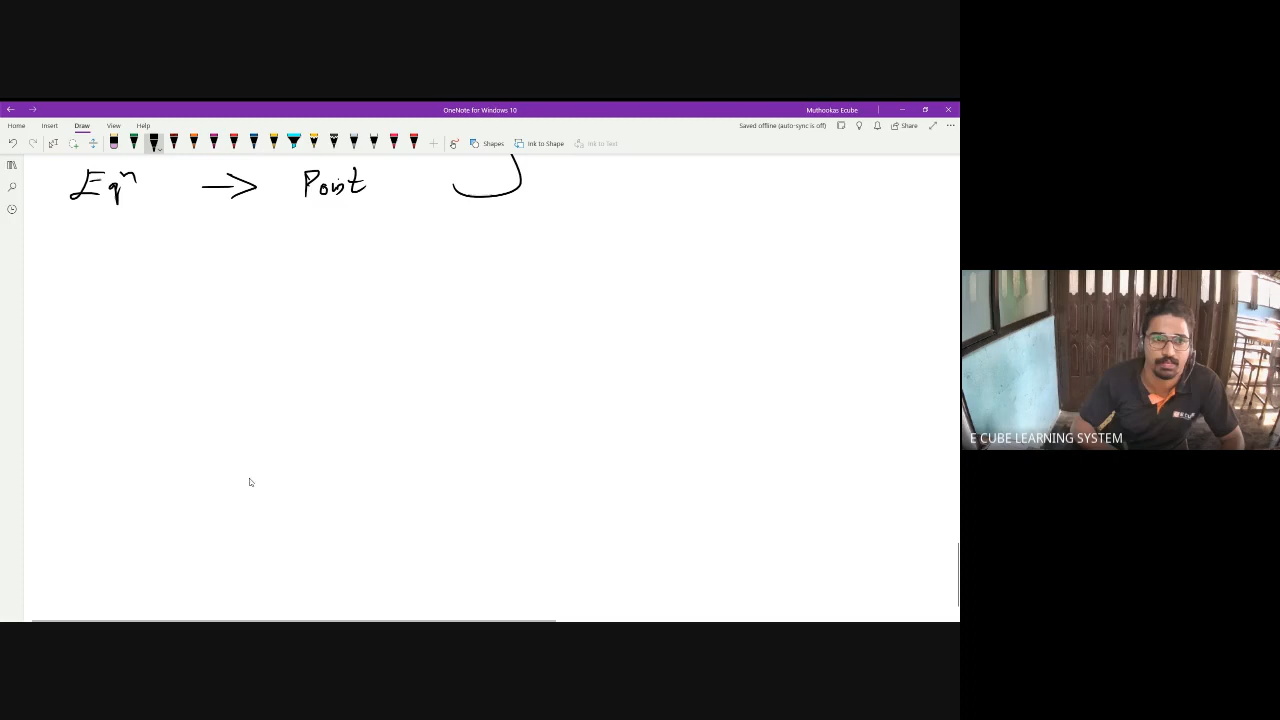 OneNote for Windows 10
Muthookas Ecube
Home Insert Draw View Help
Saved offline (auto-sync is off) Share
Shapes Ink to Shape Ink to Text
Eqⁿ → Point
E CUBE LEARNING SYSTEM